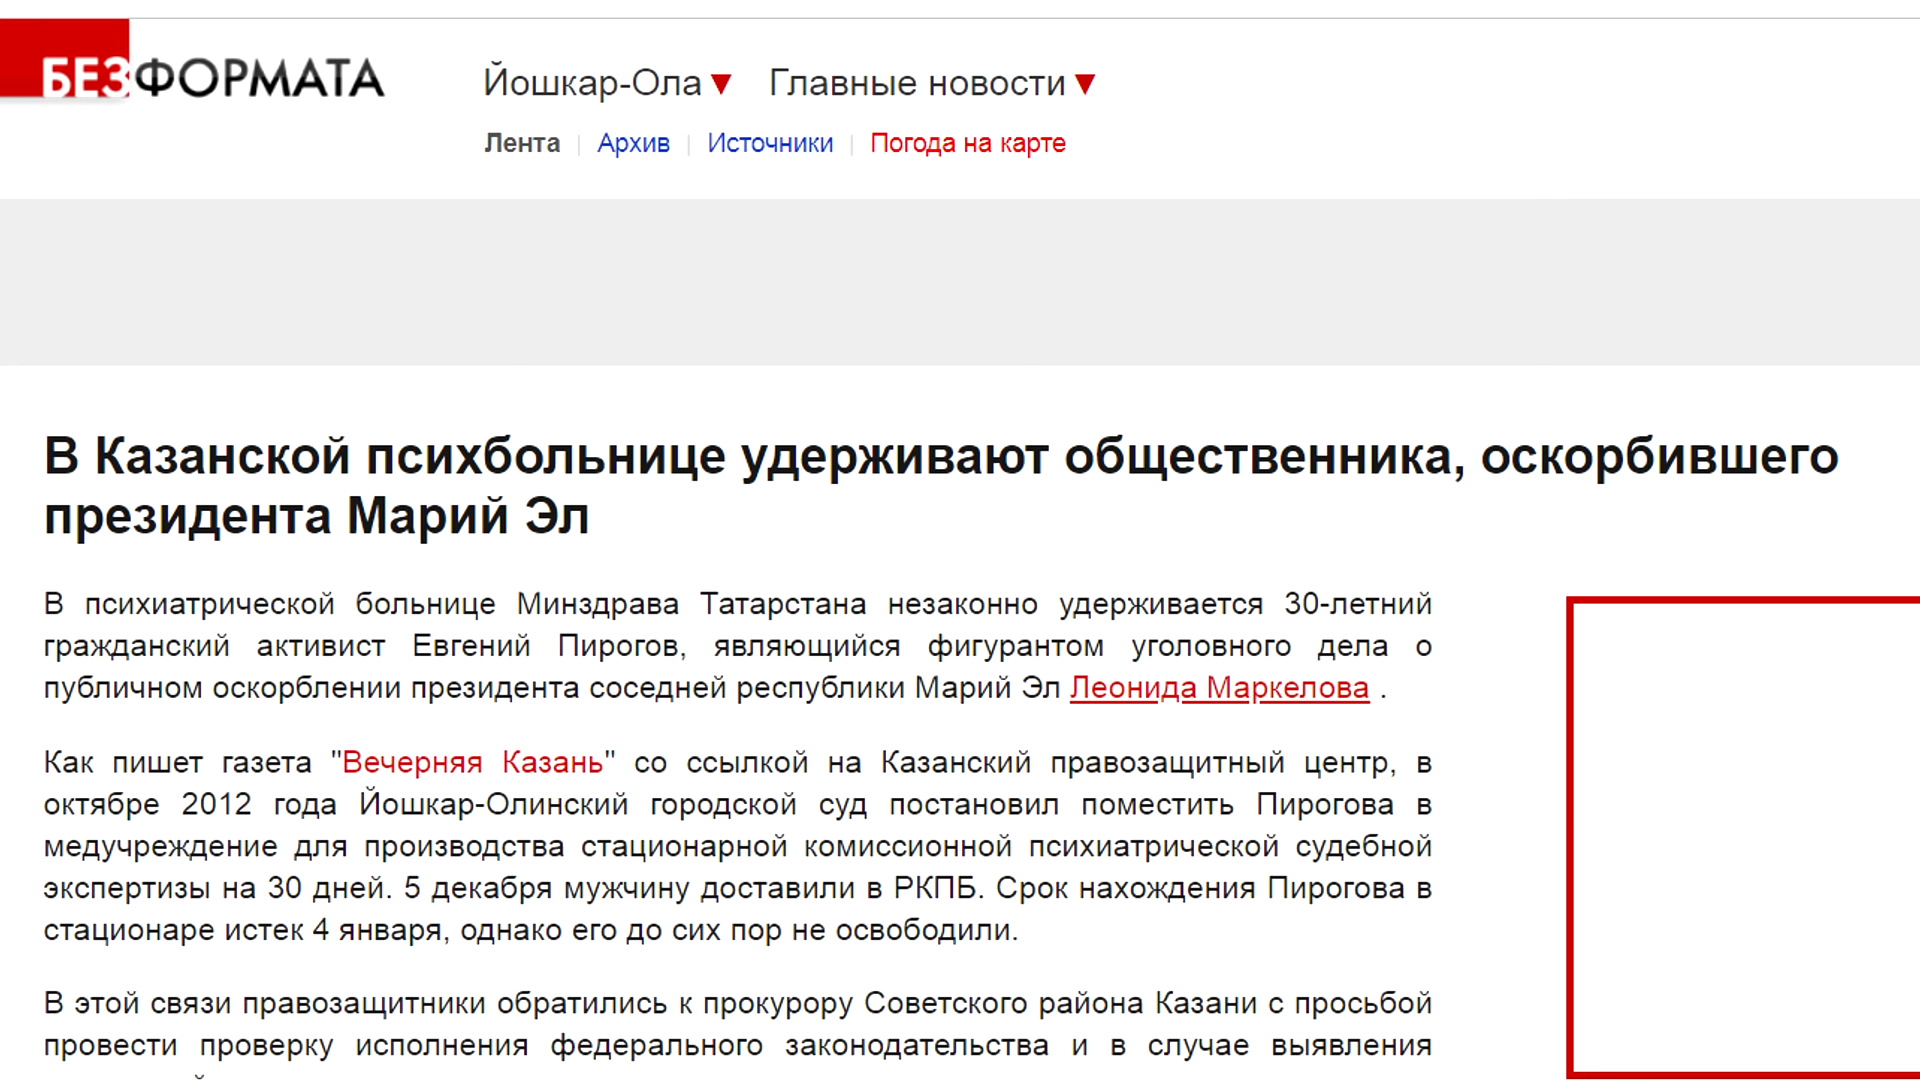 БЕЗФОРМАТА
Йошкар-Ола ▼ Главные новости ▼
Лента | Архив | Источники | Погода на карте
В Казанской психбольнице удерживают общественника, оскорбившего
президента Марий Эл
В психиатрической больнице Минздрава Татарстана незаконно удерживается 30-летний
гражданский активист Евгений Пирогов, являющийся фигурантом уголовного дела о
публичном оскорблении президента соседней республики Марий Эл Леонида Маркелова .
Как пишет газета "Вечерняя Казань" со ссылкой на Казанский правозащитный центр, в
октябре 2012 года Йошкар-Олинский городской суд постановил поместить Пирогова в
медучреждение для производства стационарной комиссионной психиатрической судебной
экспертизы на 30 дней. 5 декабря мужчину доставили в РКПБ. Срок нахождения Пирогова в
стационаре истек 4 января, однако его до сих пор не освободили.
В этой связи правозащитники обратились к прокурору Советского района Казани с просьбой
провести проверку исполнения федерального законодательства и в случае выявления